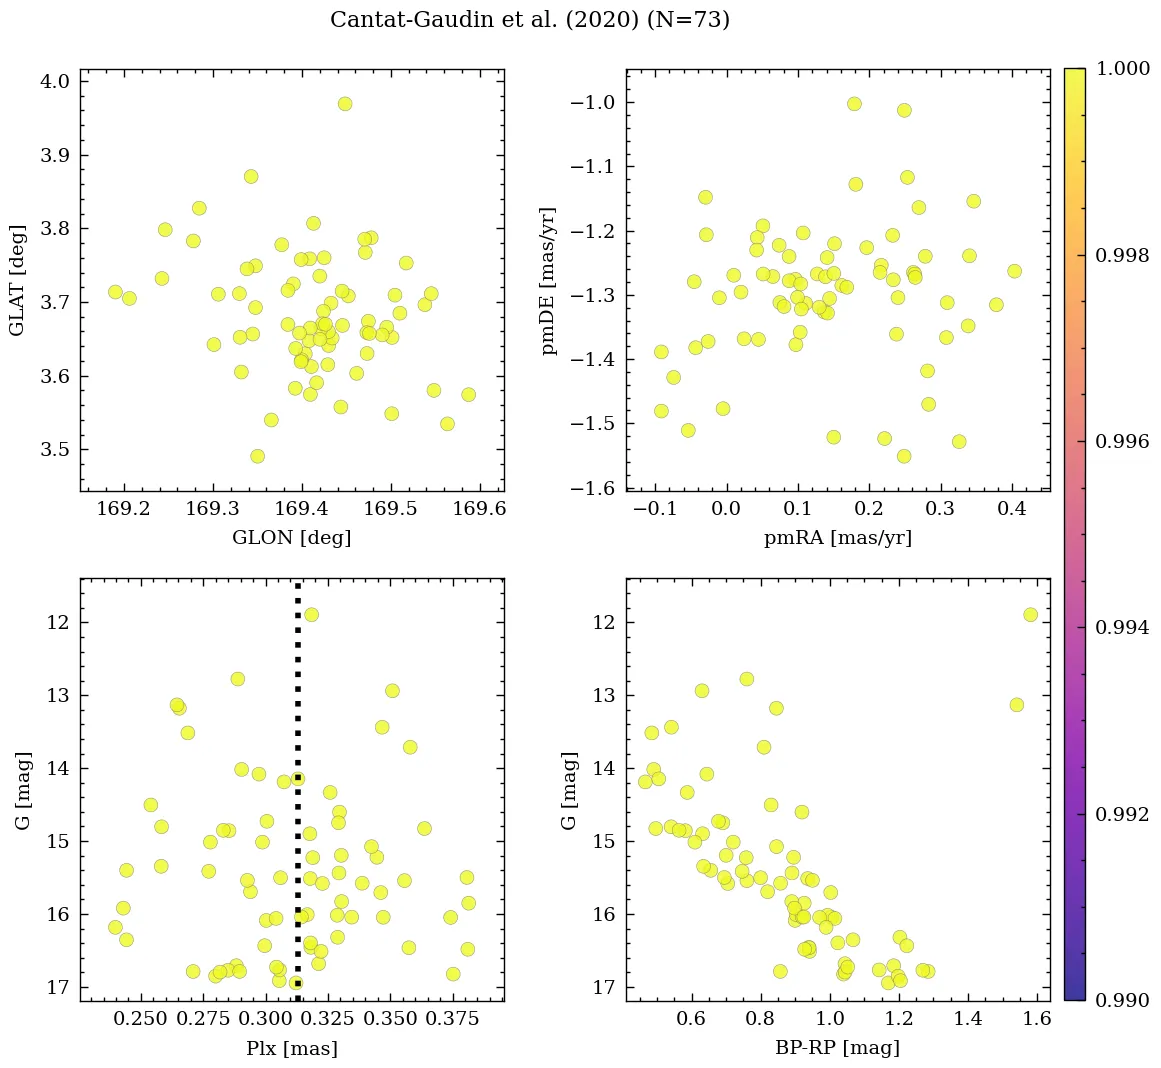 Cantat-Gaudin et al. (2020) (N=73)
4.0
3.9
3.8
3.7
3.6
3.5
GLAT [deg]
169.2 169.3 169.4 169.5 169.6
GLON [deg]
−1.0
−1.1
−1.2
−1.3
−1.4
−1.5
−1.6
pmDE [mas/yr]
−0.1 0.0 0.1 0.2 0.3 0.4
pmRA [mas/yr]
12
13
14
15
16
17
G [mag]
0.250 0.275 0.300 0.325 0.350 0.375
Plx [mas]
12
13
14
15
16
17
G [mag]
0.6 0.8 1.0 1.2 1.4 1.6
BP-RP [mag]
1.000
0.998
0.996
0.994
0.992
0.990